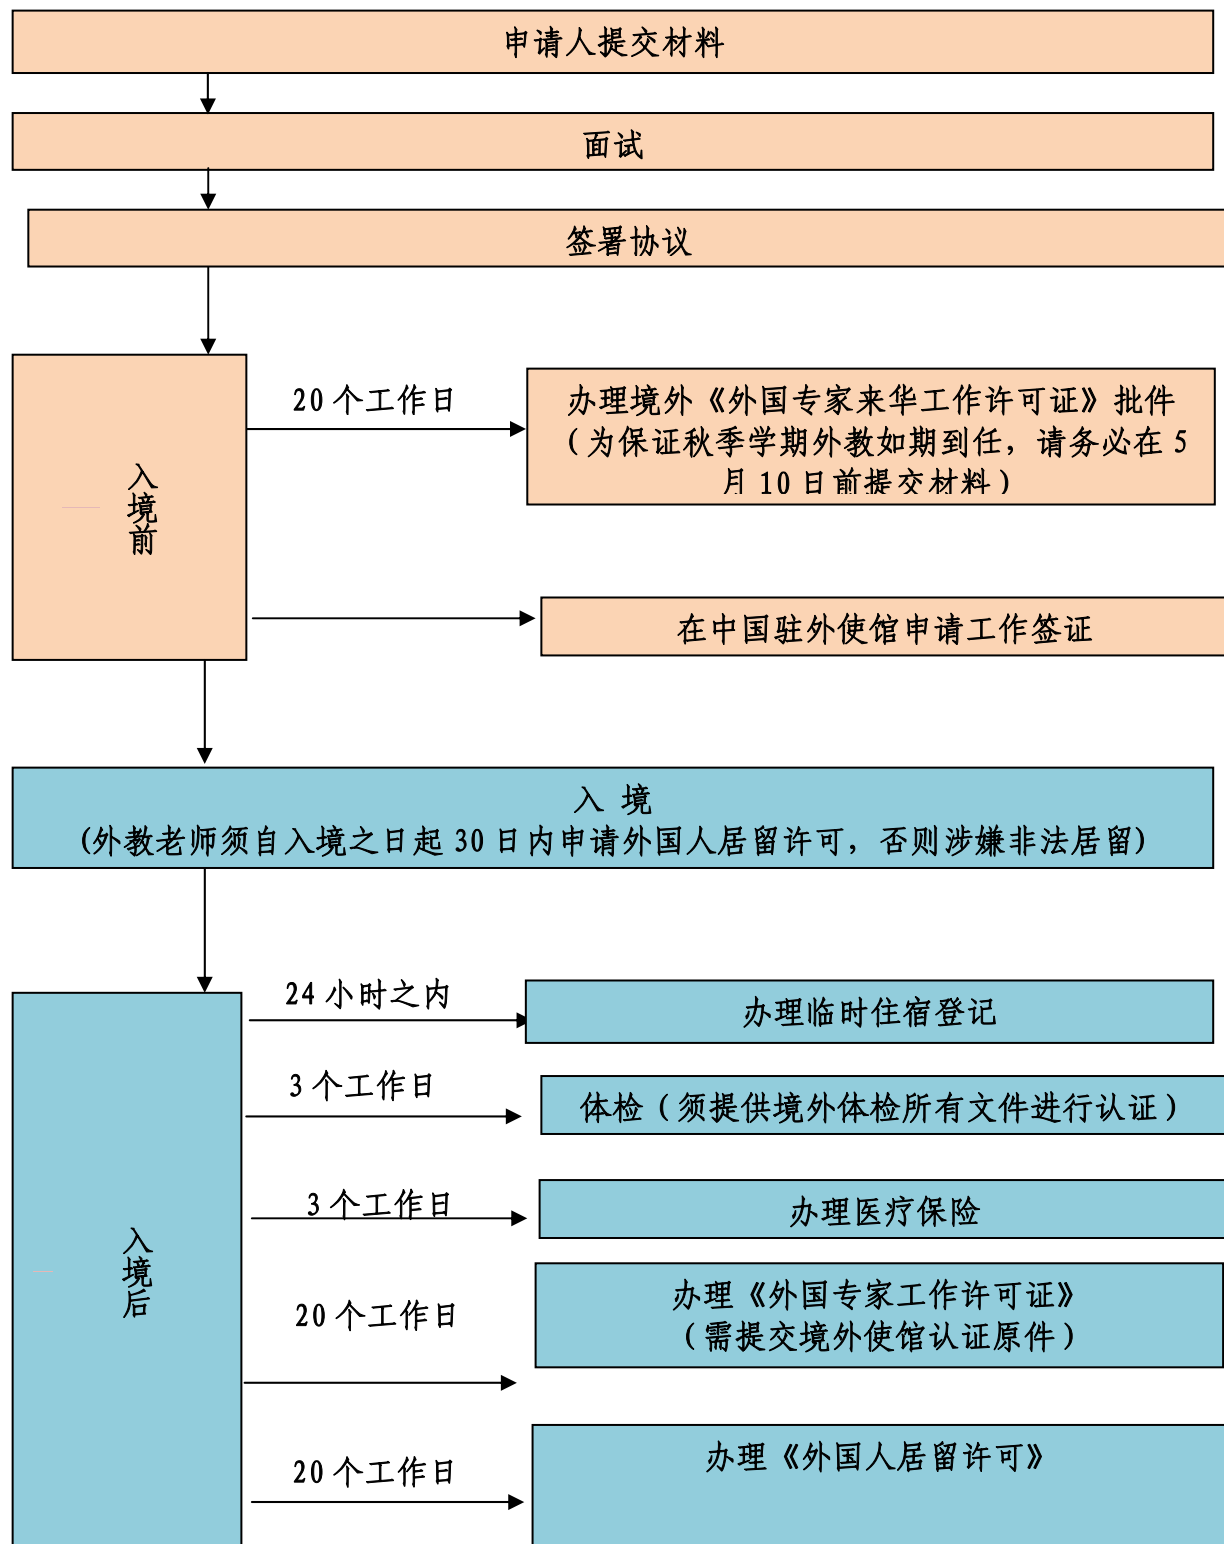 申请人提交材料
面试
签署协议
入境前
20个工作日
办理境外《外国专家来华工作许可证》批件
（为保证秋季学期外教如期到任，请务必在5
月10日前提交材料）
在中国驻外使馆申请工作签证
入 境
(外教老师须自入境之日起30日内申请外国人居留许可，否则涉嫌非法居留)
入境后
24小时之内
办理临时住宿登记
3个工作日
体检（须提供境外体检所有文件进行认证）
3个工作日
办理医疗保险
20个工作日
办理《外国专家工作许可证》
（需提交境外使馆认证原件）
20个工作日
办理《外国人居留许可》